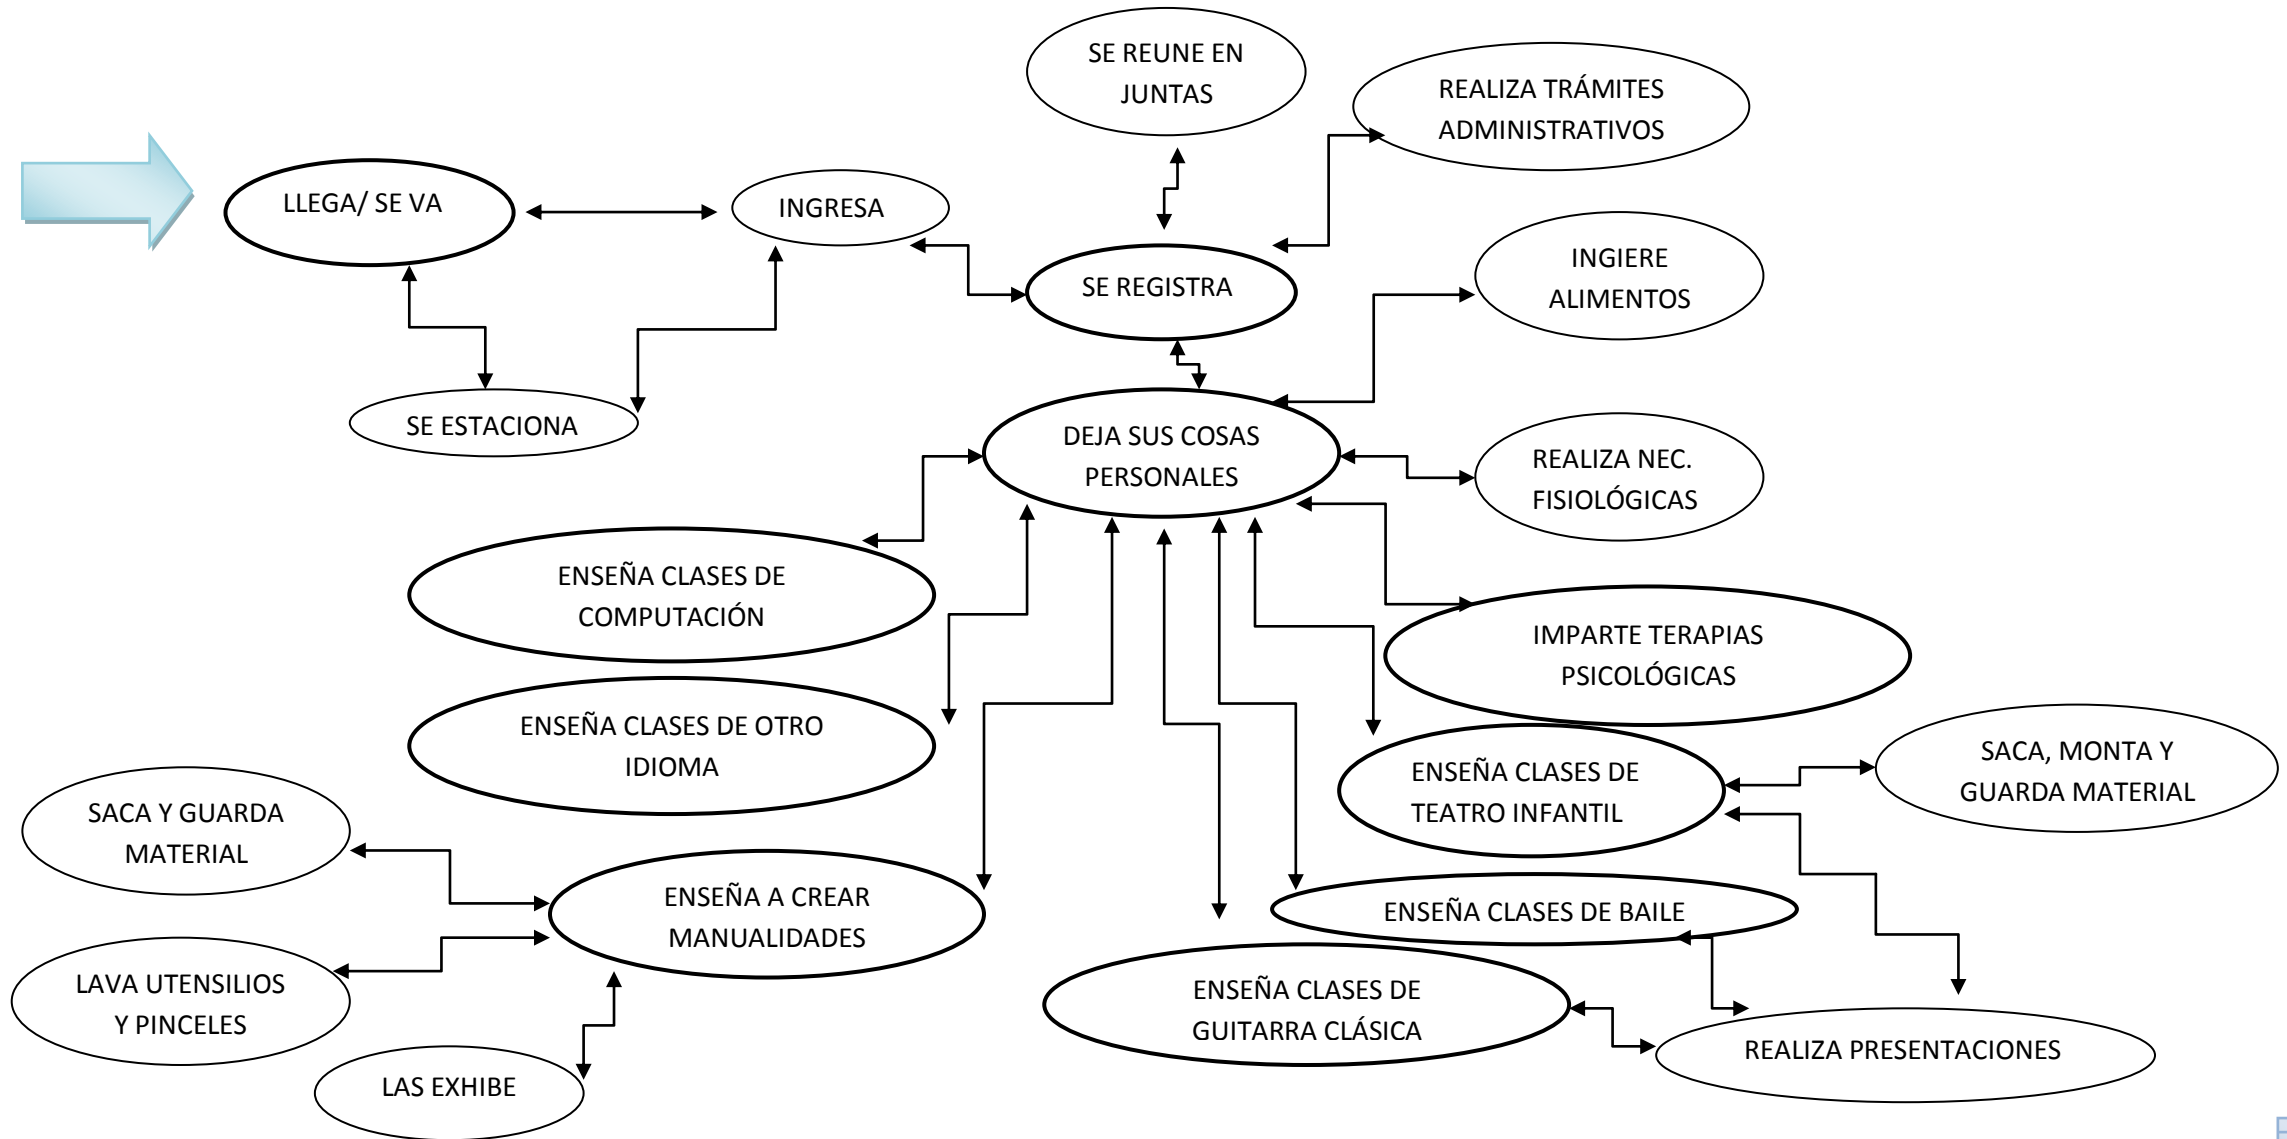 SE REUNE EN
JUNTAS
REALIZA TRÁMITES
ADMINISTRATIVOS
LLEGA/ SE VA
INGRESA
SE REGISTRA
INGIERE
ALIMENTOS
SE ESTACIONA
DEJA SUS COSAS
PERSONALES
REALIZA NEC.
FISIOLÓGICAS
ENSEÑA CLASES DE
COMPUTACIÓN
IMPARTE TERAPIAS
PSICOLÓGICAS
ENSEÑA CLASES DE OTRO
IDIOMA
ENSEÑA CLASES DE
TEATRO INFANTIL
SACA, MONTA Y
GUARDA MATERIAL
SACA Y GUARDA
MATERIAL
ENSEÑA A CREAR
MANUALIDADES
ENSEÑA CLASES DE BAILE
LAVA UTENSILIOS
Y PINCELES
ENSEÑA CLASES DE
GUITARRA CLÁSICA
REALIZA PRESENTACIONES
LAS EXHIBE